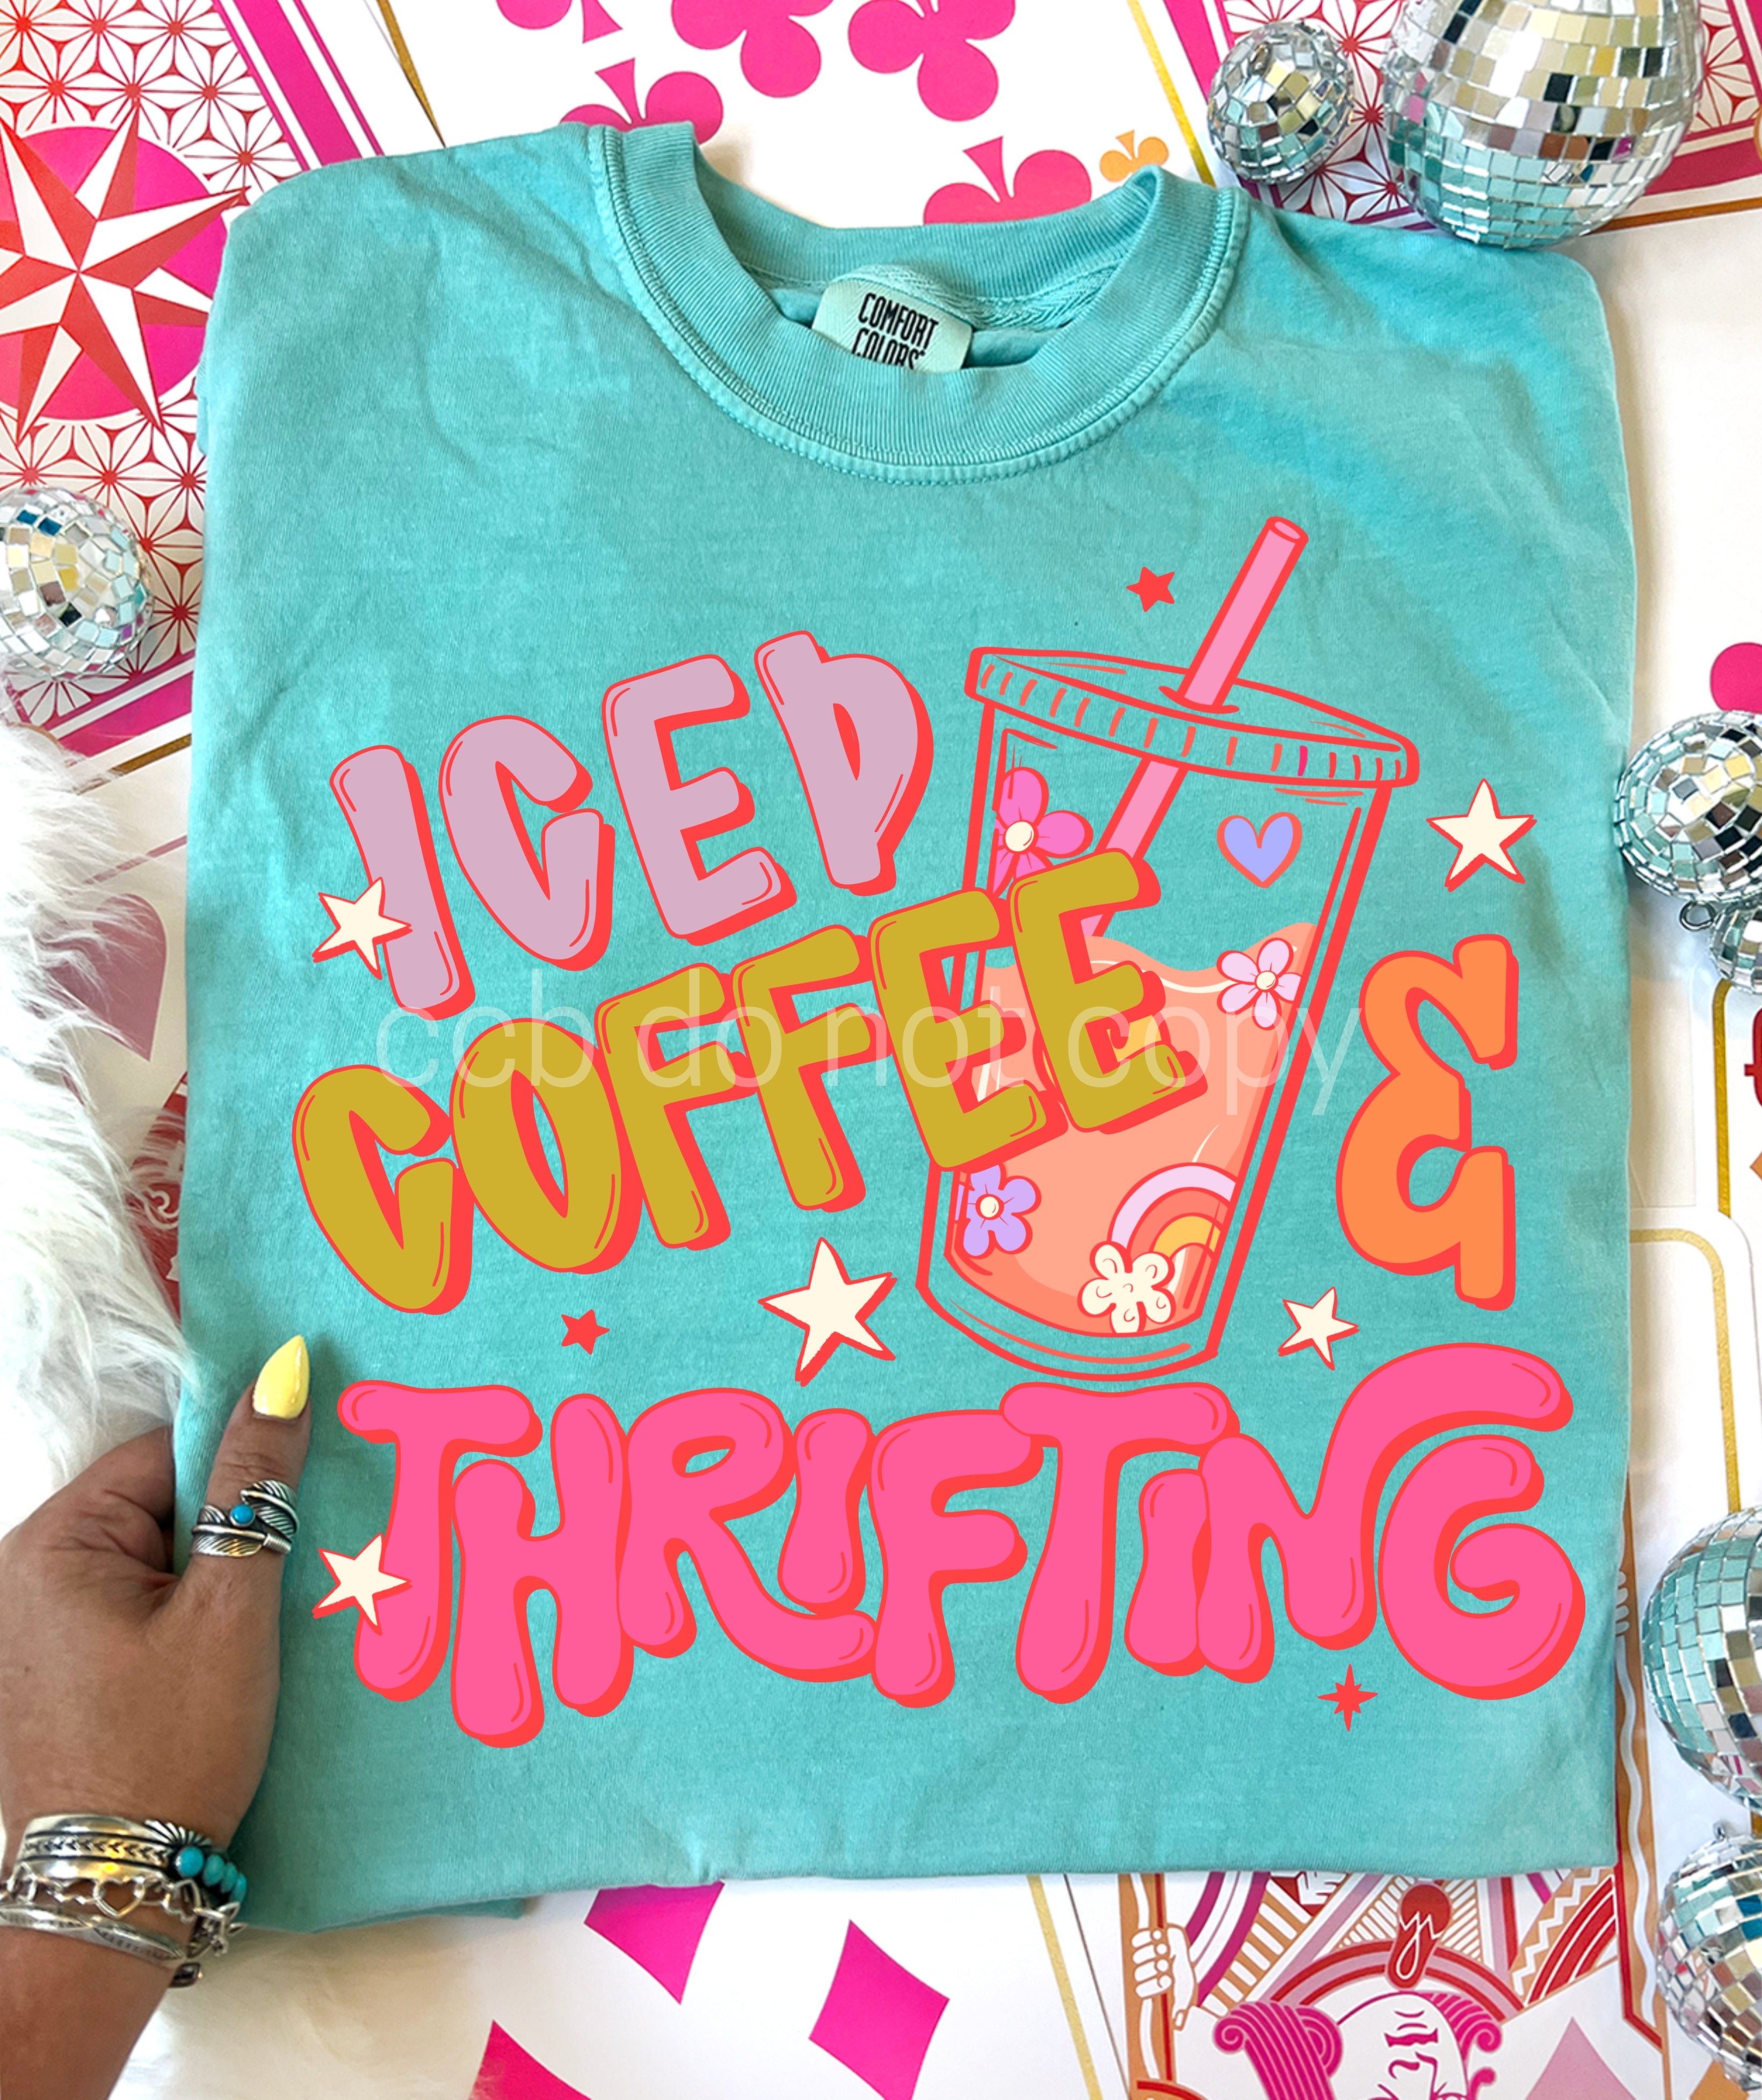 COMFORT
COLORS
ICED
COFFEE
&
THRIFTING
ccb do not copy